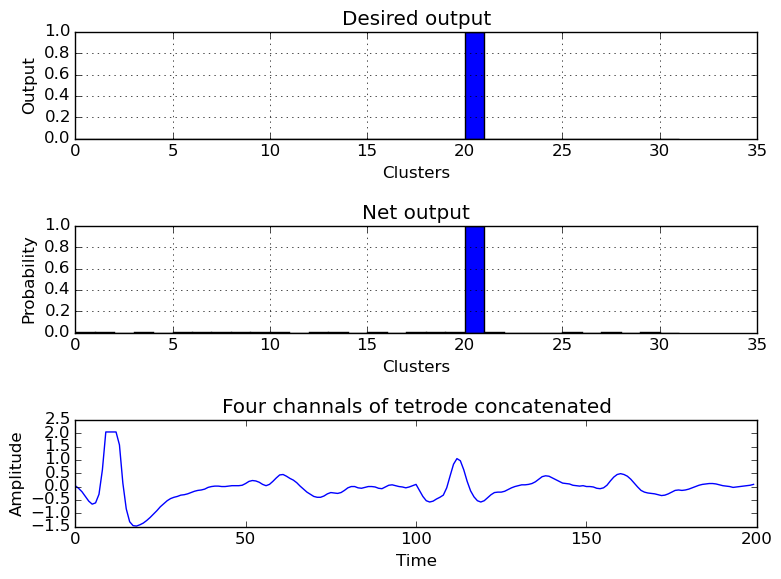 Desired output
1.0
0.8
0.6
0.4
0.2
0.0
Output
0 5 10 15 20 25 30 35
Clusters
Net output
1.0
0.8
0.6
0.4
0.2
0.0
Probability
0 5 10 15 20 25 30 35
Clusters
Four channals of tetrode concatenated
2.5
2.0
1.5
1.0
0.5
0.0
−0.5
−1.0
−1.5
Amplitude
0 50 100 150 200
Time